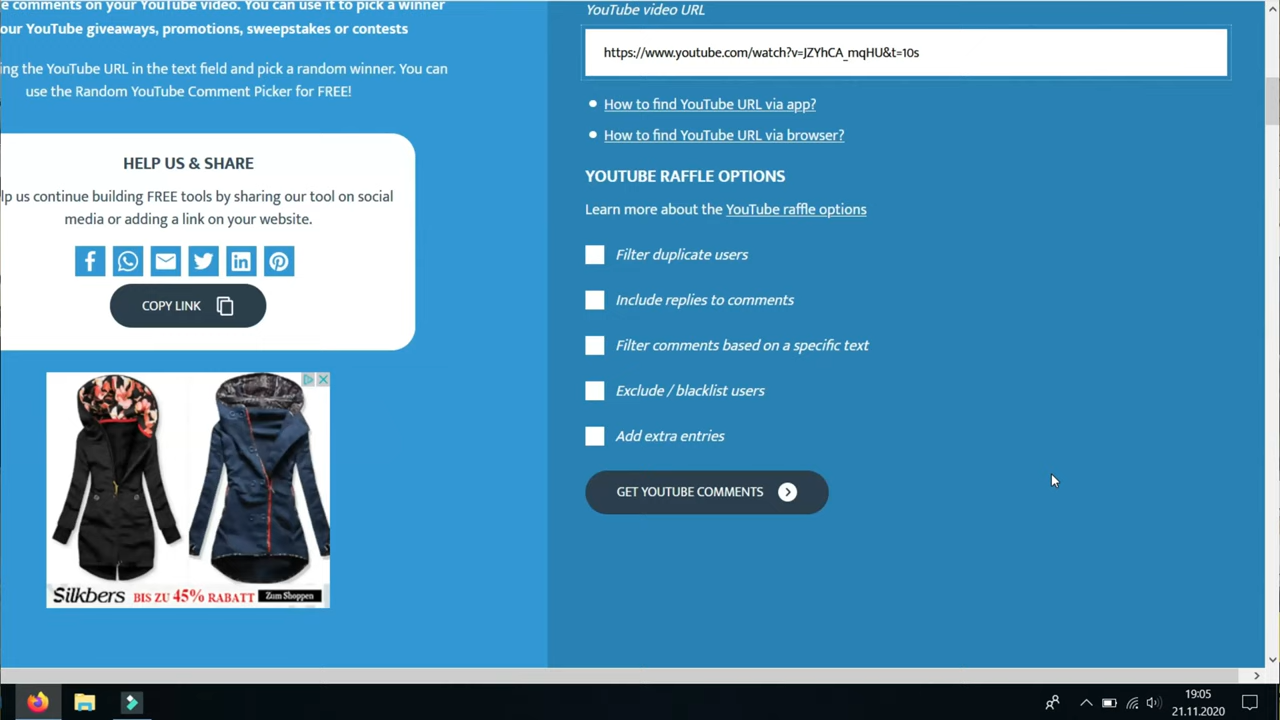 e comments on your YouTube video. You can use it to pick a winner
our YouTube giveaways, promotions, sweepstakes or contests
ing the YouTube URL in the text field and pick a random winner. You can
use the Random YouTube Comment Picker for FREE!
HELP US & SHARE
lp us continue building FREE tools by sharing our tool on social
media or adding a link on your website.
COPY LINK
Silkbers BIS ZU 45% RABATT Zum Shoppen
YouTube video URL
https://www.youtube.com/watch?v=JZYhCA_mqHU&t=10s
How to find YouTube URL via app?
How to find YouTube URL via browser?
YOUTUBE RAFFLE OPTIONS
Learn more about the YouTube raffle options
Filter duplicate users
Include replies to comments
Filter comments based on a specific text
Exclude / blacklist users
Add extra entries
GET YOUTUBE COMMENTS
19:05
21.11.2020